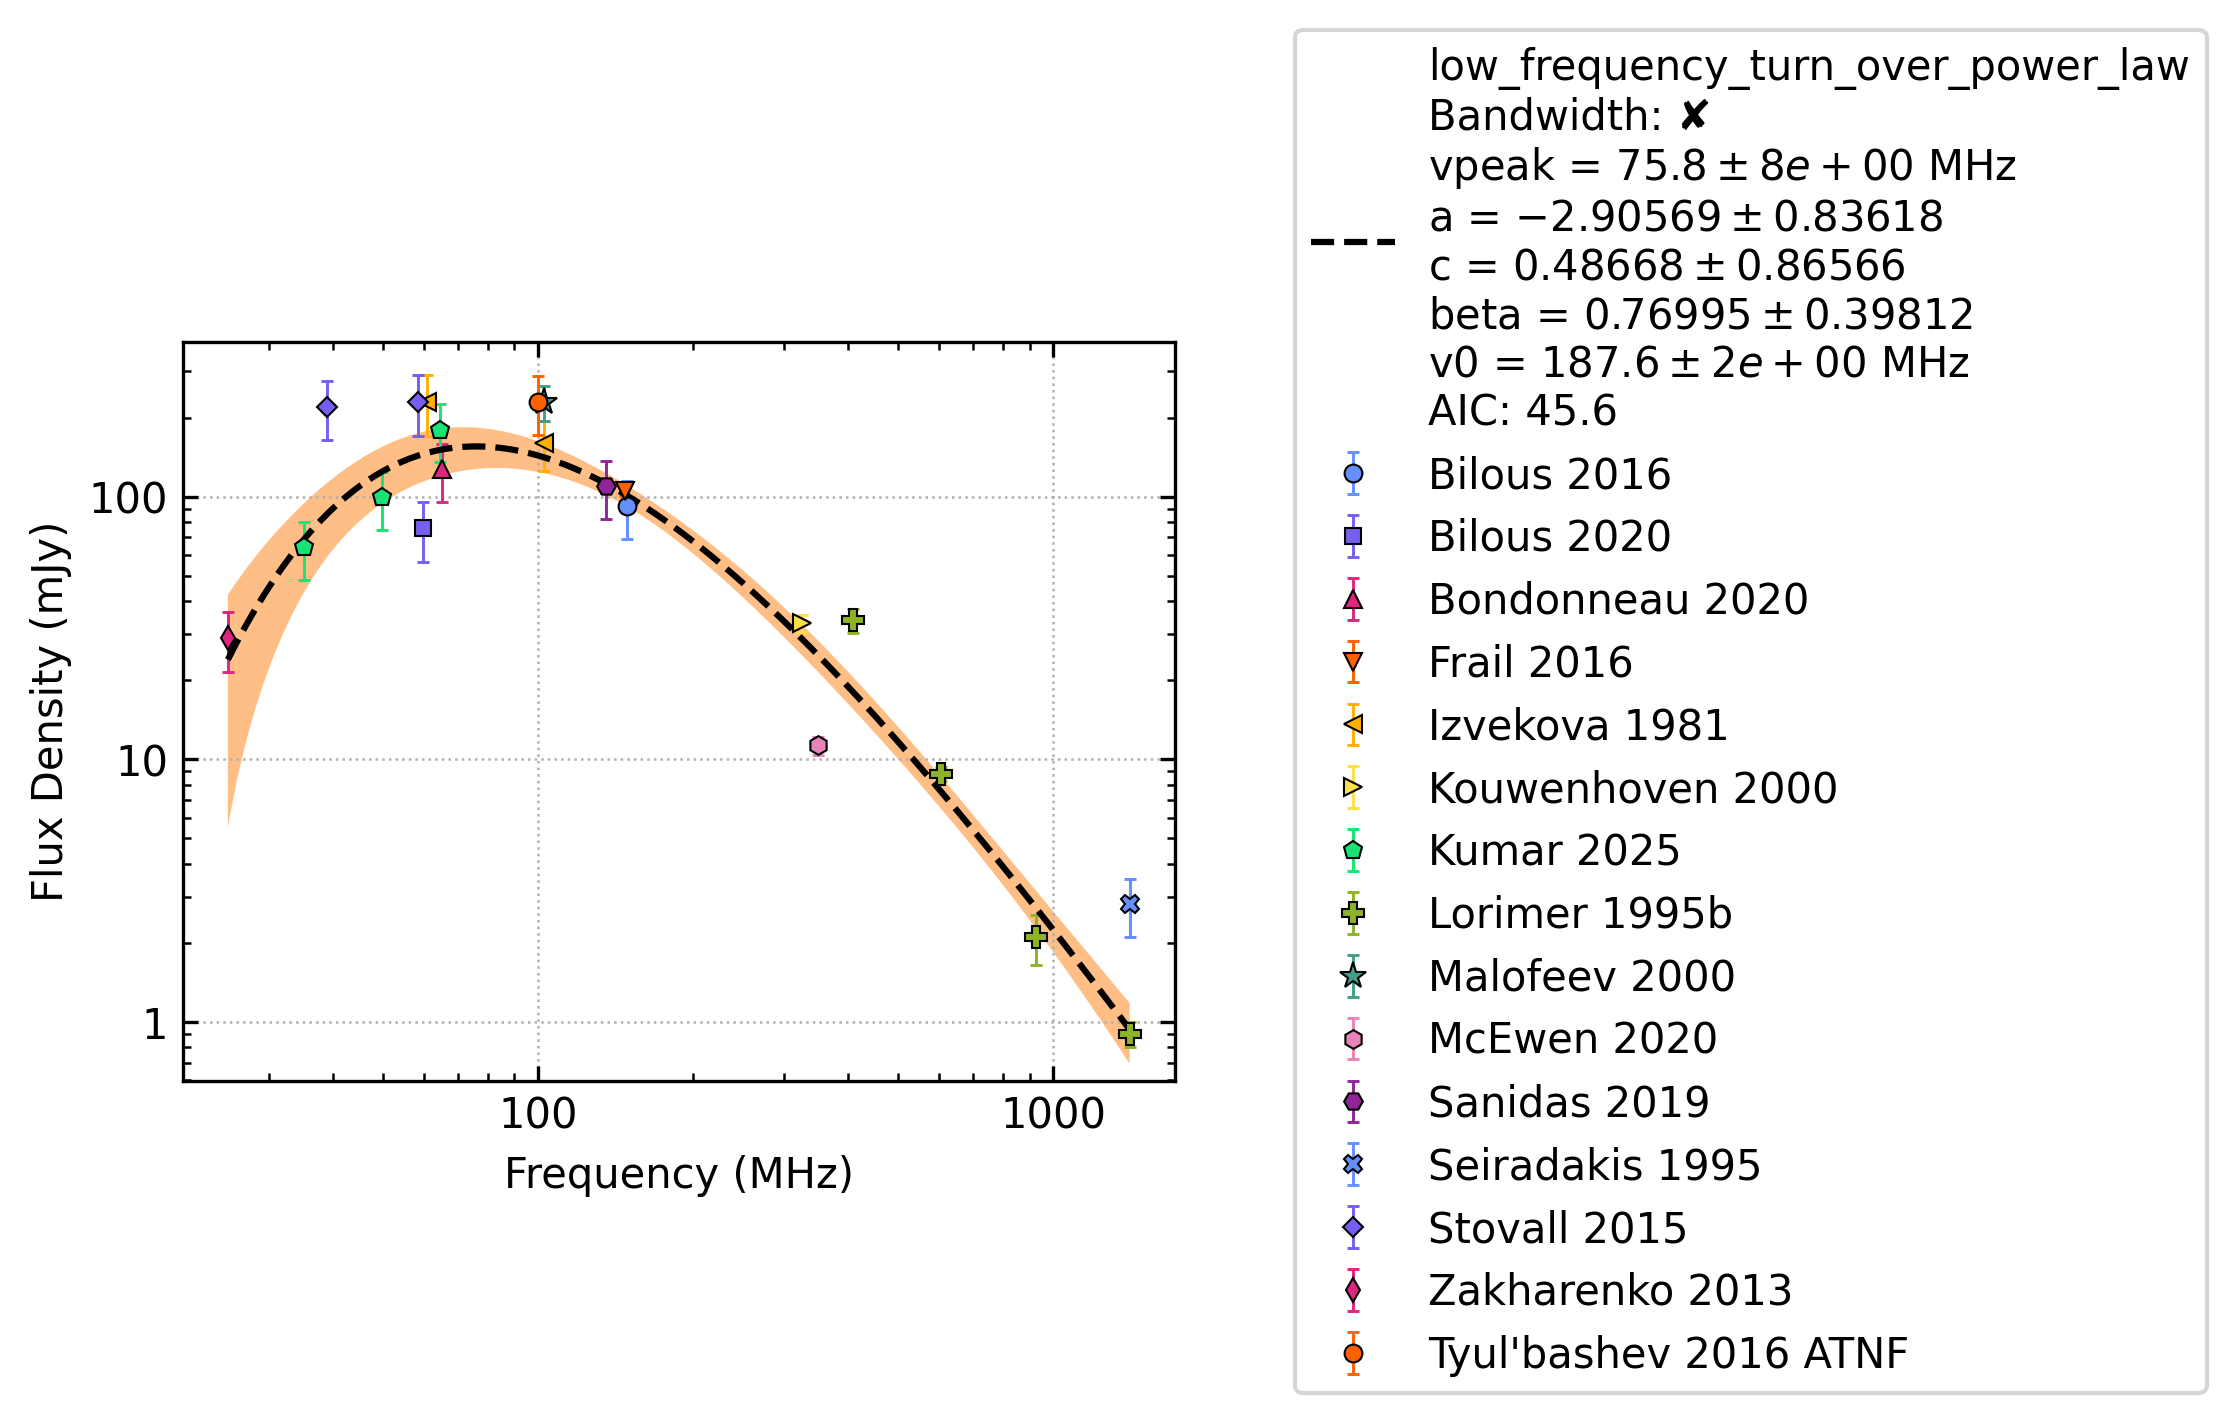 low_frequency_turn_over_power_law
Bandwidth: ✘
vpeak = 75.8 ± 8e + 00 MHz
a = −2.90569 ± 0.83618
c = 0.48668 ± 0.86566
beta = 0.76995 ± 0.39812
v0 = 187.6 ± 2e + 00 MHz
AIC: 45.6
Bilous 2016
Bilous 2020
Bondonneau 2020
Frail 2016
Izvekova 1981
Kouwenhoven 2000
Kumar 2025
Lorimer 1995b
Malofeev 2000
McEwen 2020
Sanidas 2019
Seiradakis 1995
Stovall 2015
Zakharenko 2013
Tyul'bashev 2016 ATNF
Flux Density (mJy)
100
10
1
100
1000
Frequency (MHz)